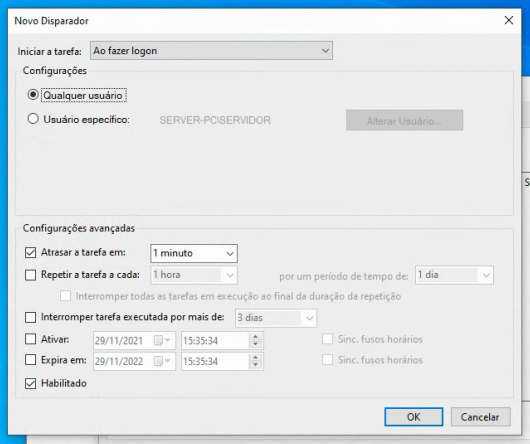 Novo Disparador
Iniciar a tarefa: Ao fazer logon
Configurações
Qualquer usuário
Usuário específico: SERVER-PC\SERVIDOR Alterar Usuário...
Configurações avançadas
Atrasar a tarefa em: 1 minuto
Repetir a tarefa a cada: 1 hora por um período de tempo de: 1 dia
Interromper todas as tarefas em execução ao final da duração da repetição
Interromper tarefa executada por mais de: 3 dias
Ativar: 29/11/2021 15:35:34 Sinc. fusos horários
Expira em: 29/11/2022 15:35:34 Sinc. fusos horários
Habilitado
OK Cancelar